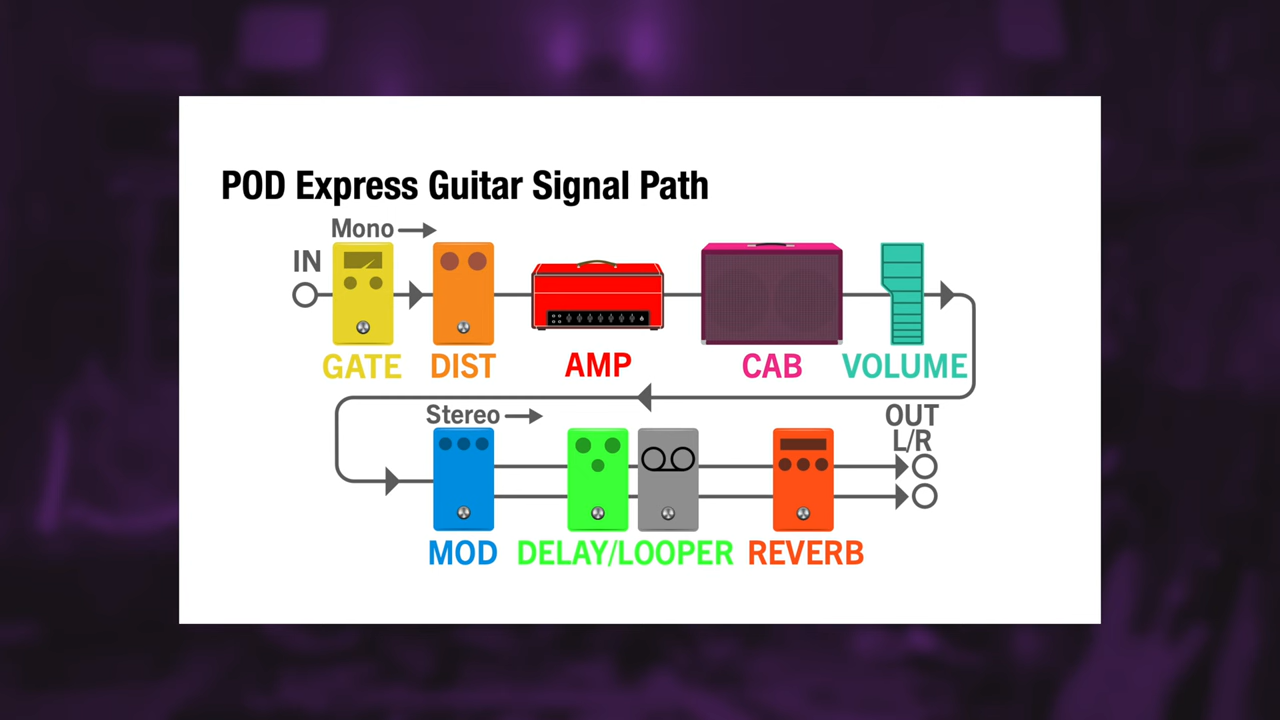 POD Express Guitar Signal Path
Mono
IN
GATE
DIST
AMP
CAB
VOLUME
Stereo
OUT
L/R
MOD
DELAY/LOOPER
REVERB